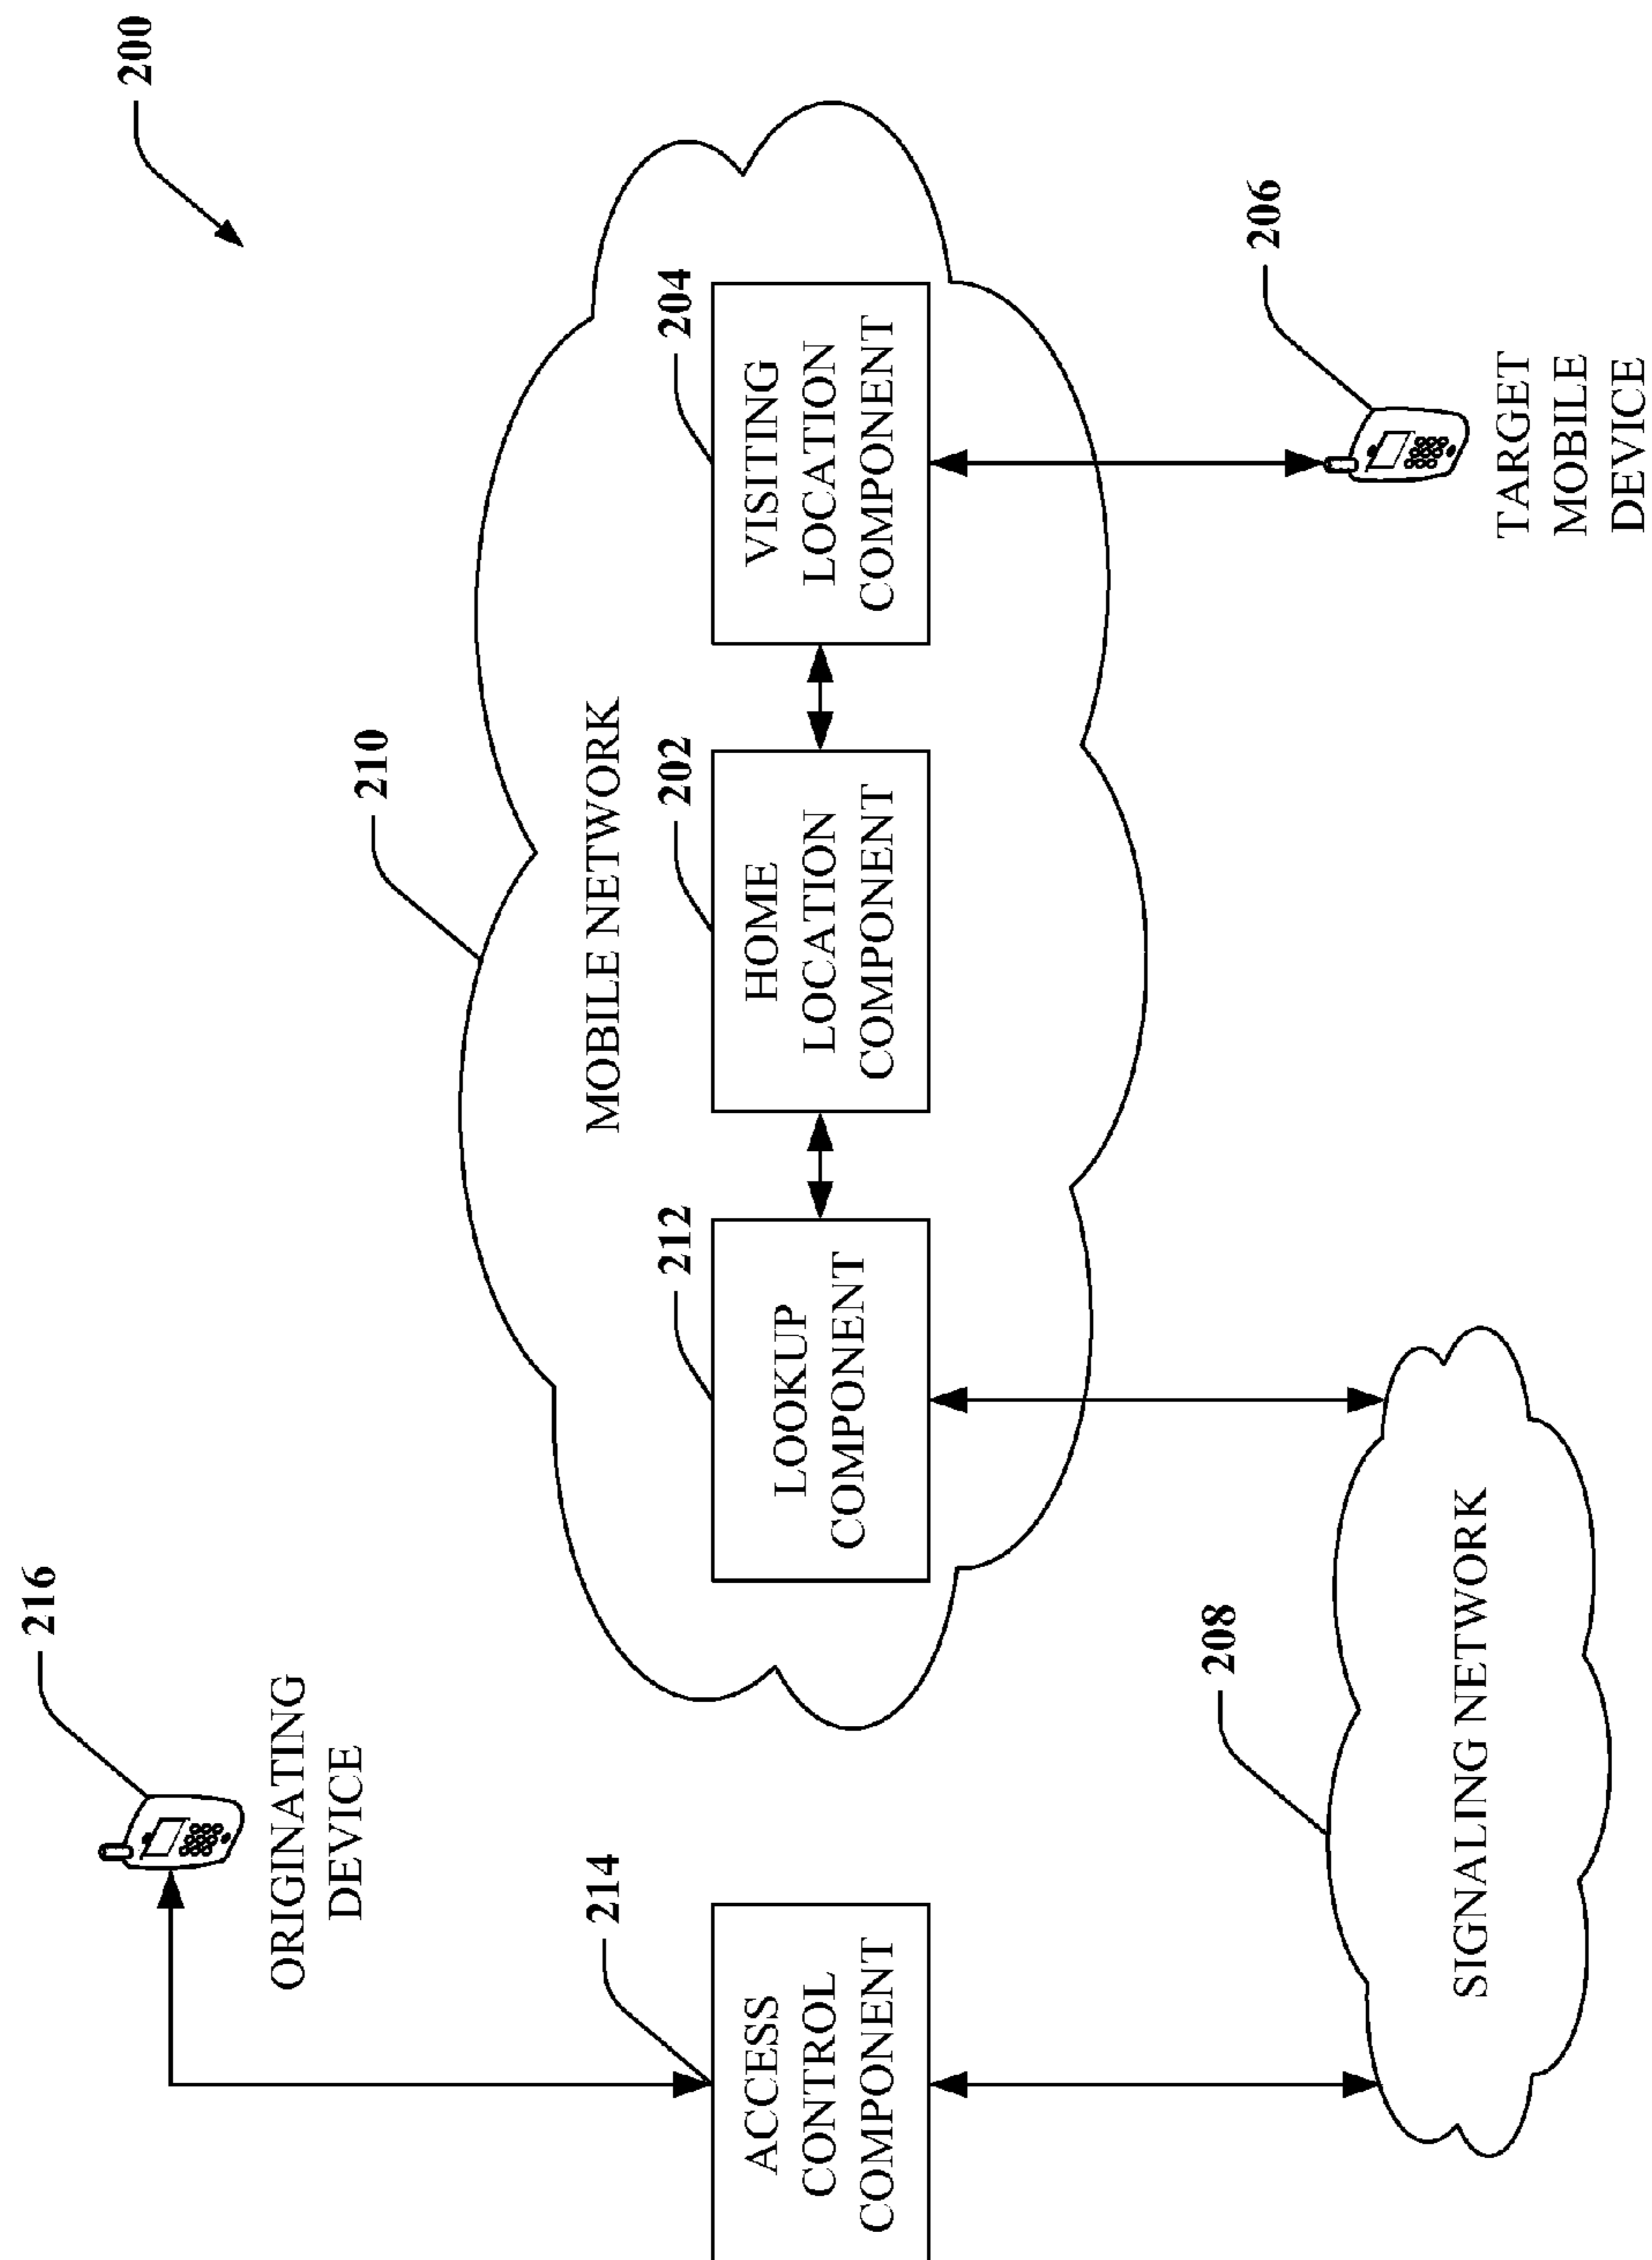 200
216
ORIGINATING
DEVICE
210
MOBILE NETWORK
214
212
202
204
ACCESS
CONTROL
COMPONENT
LOOKUP
COMPONENT
HOME
LOCATION
COMPONENT
VISITING
LOCATION
COMPONENT
208
206
SIGNALING NETWORK
TARGET
MOBILE
DEVICE